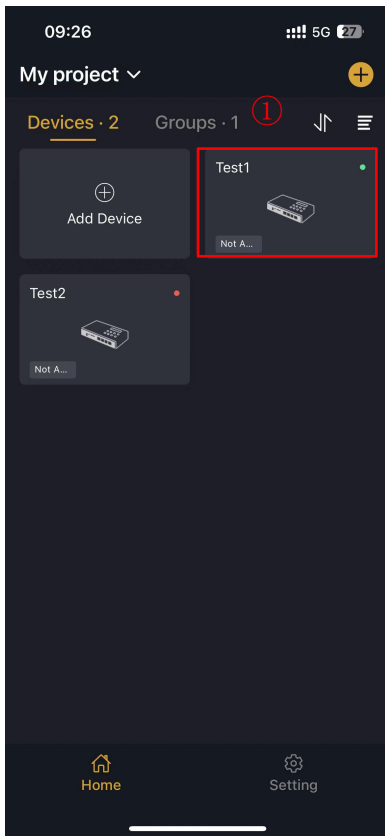 09:26 5G 27
My project
Devices · 2 Groups · 1 ①
Add Device
Test1
Not A...
Test2
Not A...
Home Setting